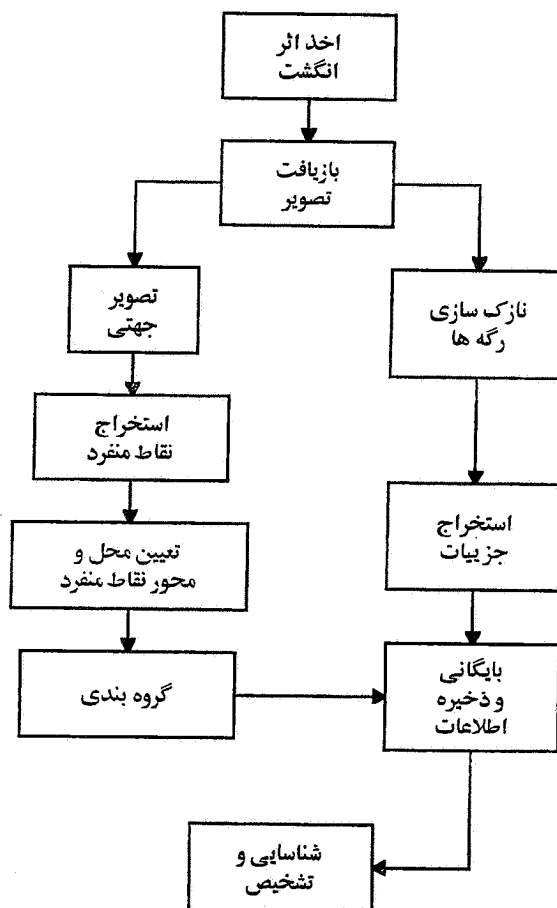 اخذ اثر
انگشت
بازیافت
تصویر
تصویر
جهتی
نازک سازی
رگه ها
استخراج
نقاط منفرد
استخراج
جزییات
تعیین محل و
محور نقاط منفرد
گروه بندی
بایگانی
و ذخیره
اطلاعات
شناسایی و
تشخیص